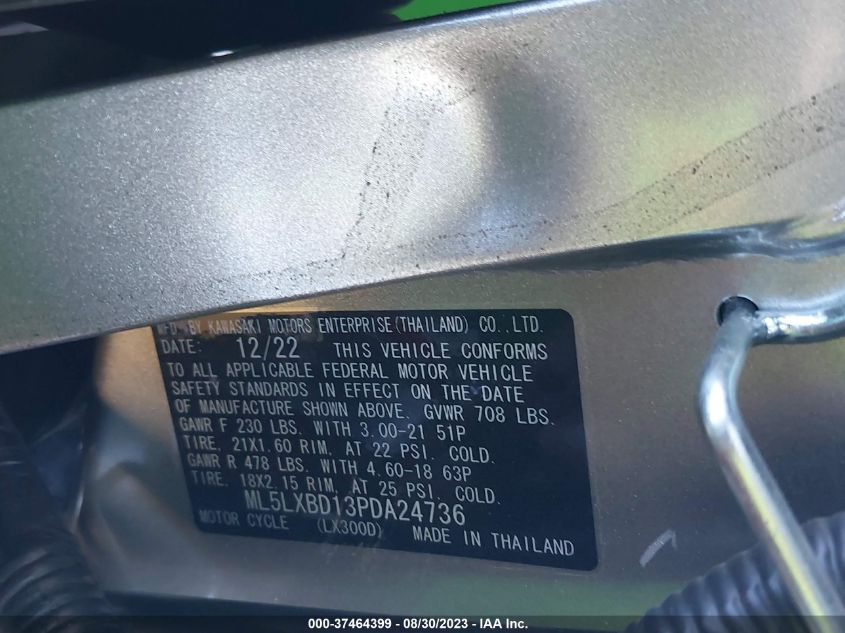 MFD. BY KAWASAKI MOTORS ENTERPRISE(THAILAND) CO.,LTD.
DATE: 12/22 THIS VEHICLE CONFORMS
TO ALL APPLICABLE FEDERAL MOTOR VEHICLE
SAFETY STANDARDS IN EFFECT ON THE DATE
OF MANUFACTURE SHOWN ABOVE. GVWR 708 LBS.
GAWR F 230 LBS. WITH 3.00-21 51P
TIRE. 21X1.60 RIM. AT 22 PSI. COLD.
GAWR R 478 LBS. WITH 4.60-18 63P
TIRE. 18X2.15 RIM. AT 25 PSI. COLD.
ML5LXBD13PDA24736
MOTOR CYCLE (LX300D) MADE IN THAILAND
000-37464399 - 08/30/2023 - IAA Inc.